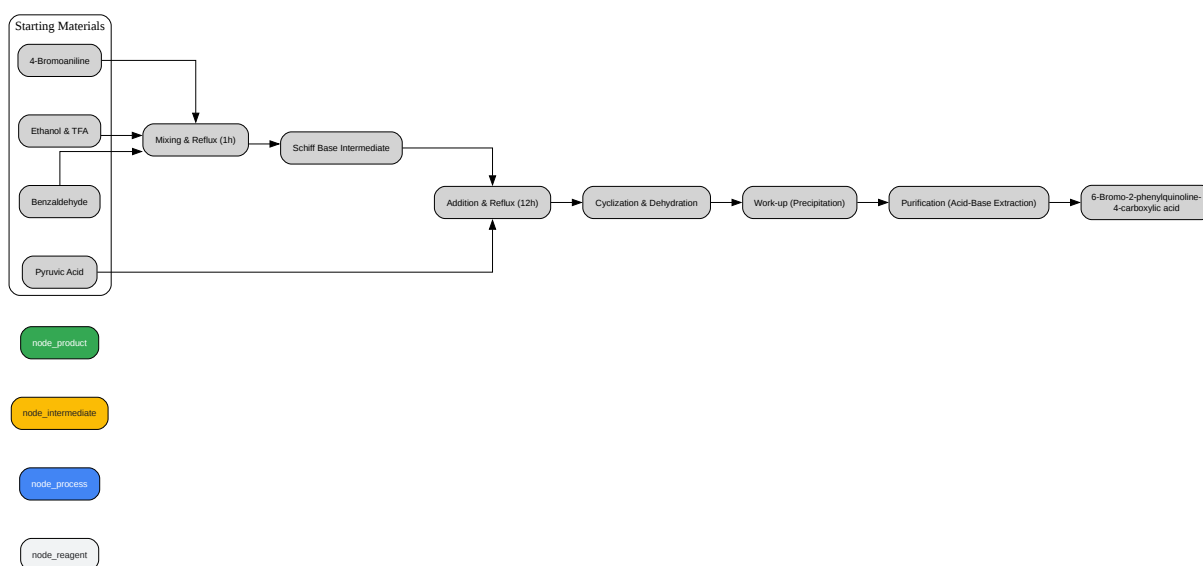 Starting Materials
4-Bromoaniline
Ethanol & TFA
Benzaldehyde
Pyruvic Acid
Mixing & Reflux (1h)
Schiff Base Intermediate
Addition & Reflux (12h)
Cyclization & Dehydration
Work-up (Precipitation)
Purification (Acid-Base Extraction)
6-Bromo-2-phenylquinoline-
4-carboxylic acid
node_product
node_intermediate
node_process
node_reagent